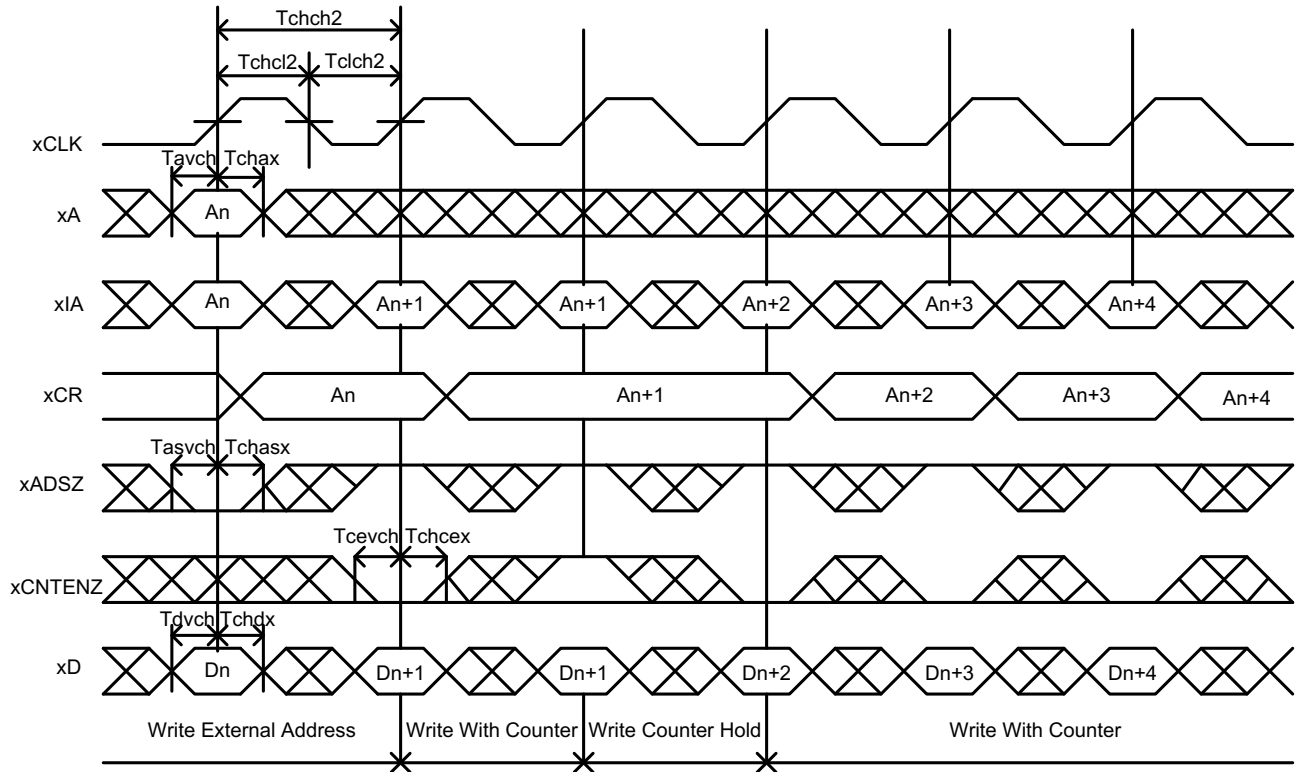 Tchch2
Tchcl2 Tclch2
xCLK
Tavch Tchax
xA An
xIA An An+1 An+1 An+2 An+3 An+4
xCR An An+1 An+2 An+3 An+4
Tasvch Tchasx
xADSZ
Tcevch Tchcex
xCNTENZ
Tdvch Tchdx
xD Dn Dn+1 Dn+1 Dn+2 Dn+3 Dn+4
Write External Address Write With Counter Write Counter Hold Write With Counter